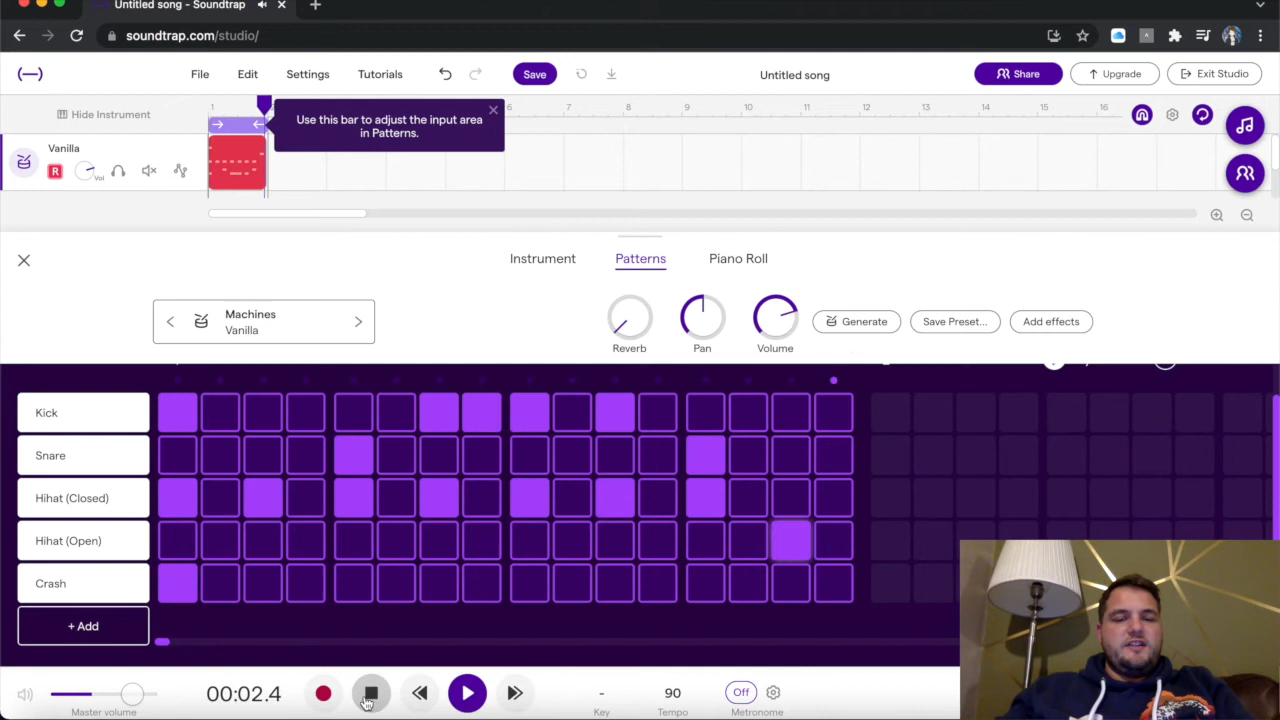 Untitled song - Soundtrap
soundtrap.com/studio/
File Edit Settings Tutorials Save Untitled song Share Upgrade Exit Studio
Hide Instrument
1 6 7 8 9 10 11 12 13 14 15 16
Use this bar to adjust the input area
in Patterns.
Vanilla
R Vol
Instrument Patterns Piano Roll
Machines
Vanilla
Reverb Pan Volume Generate Save Preset... Add effects
Kick
Snare
Hihat (Closed)
Hihat (Open)
Crash
+ Add
Master volume 00:02.4 - Key 90 Tempo Off Metronome